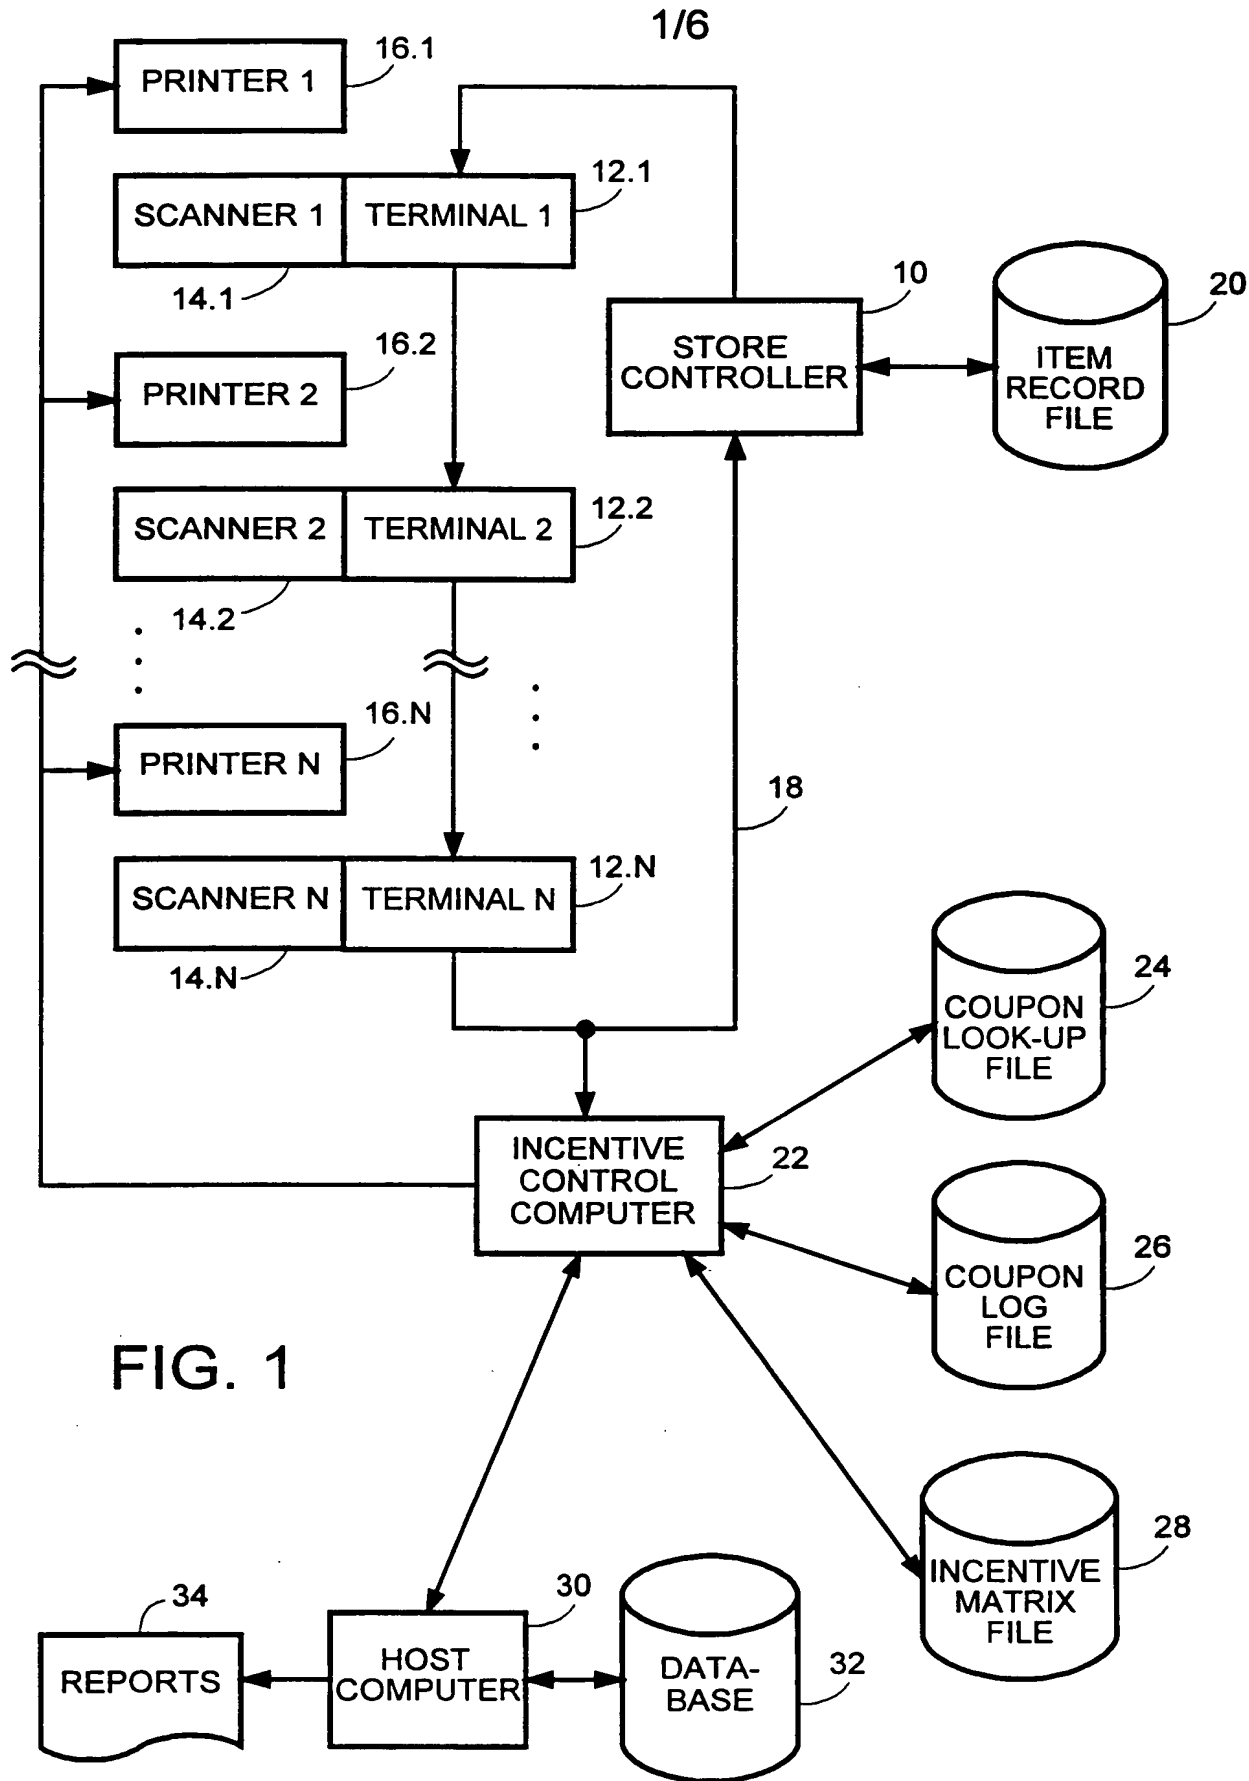 1/6
16.1
PRINTER 1
12.1
SCANNER 1
TERMINAL 1
14.1
10
20
STORE
CONTROLLER
ITEM
RECORD
FILE
16.2
PRINTER 2
12.2
SCANNER 2
TERMINAL 2
14.2
16.N
PRINTER N
18
12.N
SCANNER N
TERMINAL N
14.N
24
COUPON
LOOK-UP
FILE
INCENTIVE
CONTROL
COMPUTER
22
26
COUPON
LOG
FILE
FIG. 1
28
INCENTIVE
MATRIX
FILE
34
REPORTS
30
HOST
COMPUTER
DATA-
BASE
32